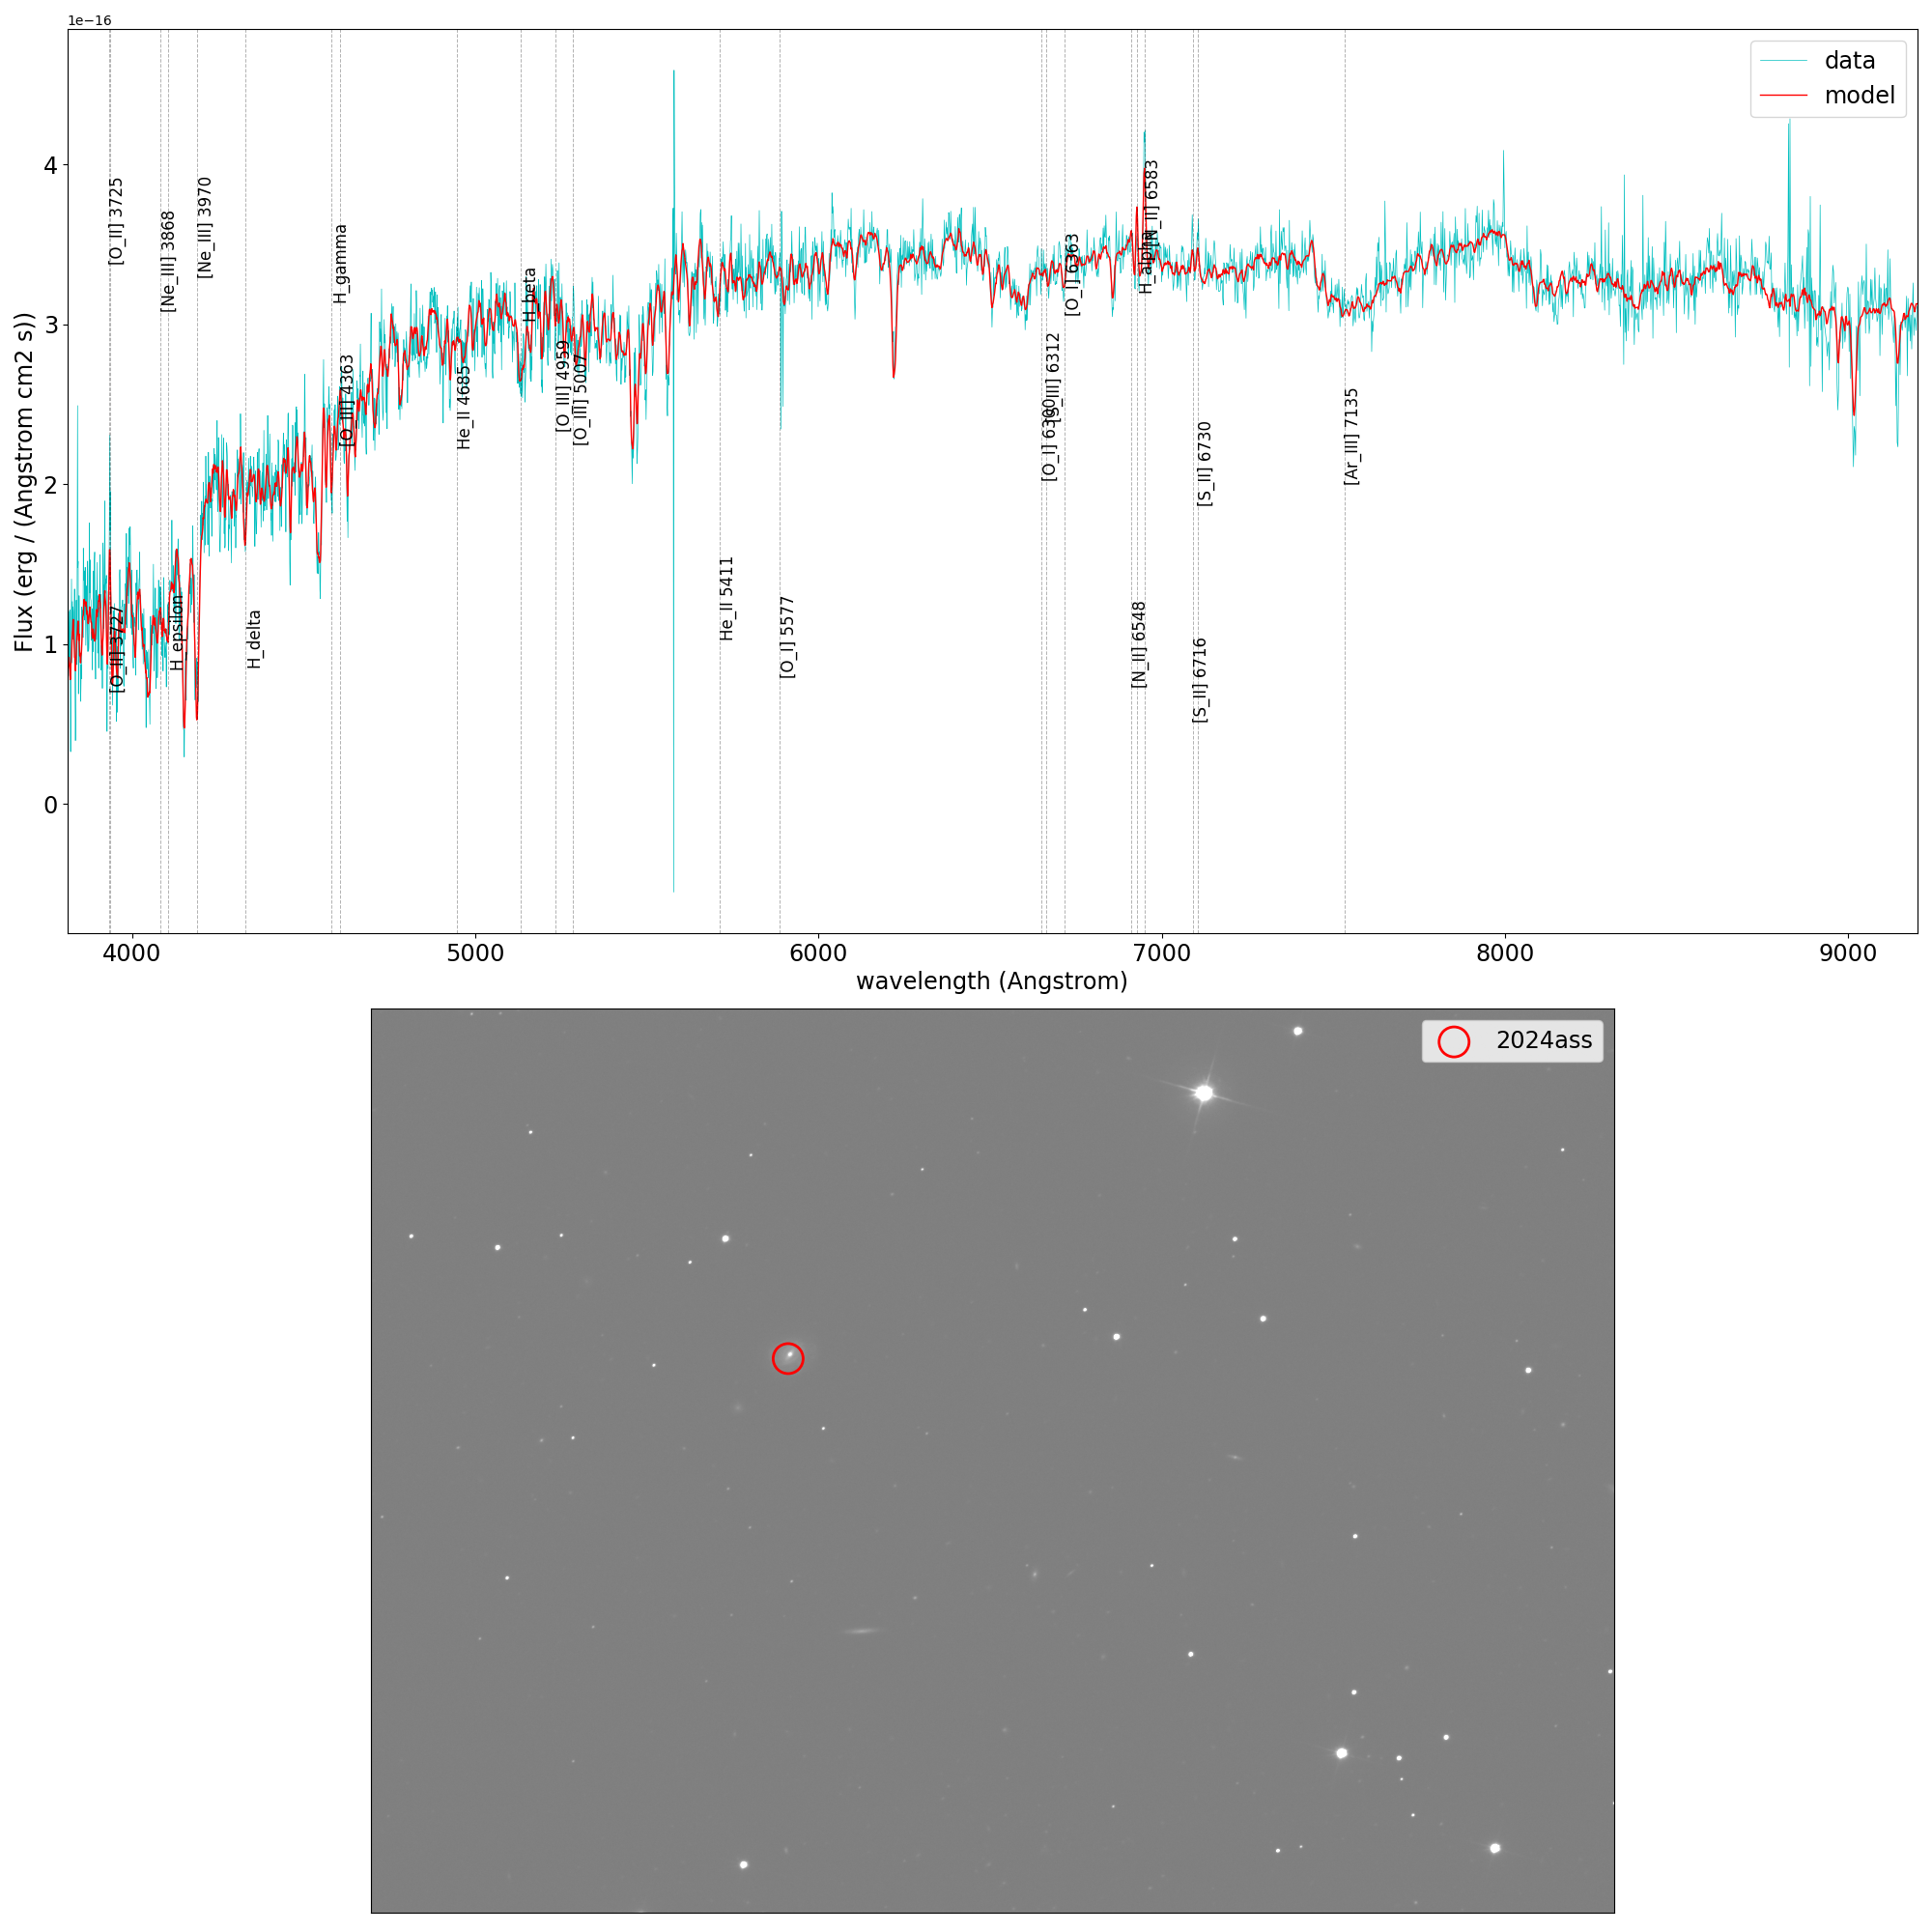 1e−16
data
model
Flux (erg / (Angstrom cm2 s))
4
3
2
1
0
[O_II] 3725
[O_II] 3727
[Ne_III] 3868
H_epsilon
[Ne_III] 3970
H_delta
H_gamma
[O_III] 4363
He_II 4685
H_beta
[O_III] 4959
[O_III] 5007
He_II 5411
[O_I] 5577
[O_I] 6300
[S_III] 6312
[O_I] 6363
[N_II] 6548
H_alpha
[N_II] 6583
[S_II] 6716
[S_II] 6730
[Ar_III] 7135
4000 5000 6000 7000 8000 9000
wavelength (Angstrom)
2024ass